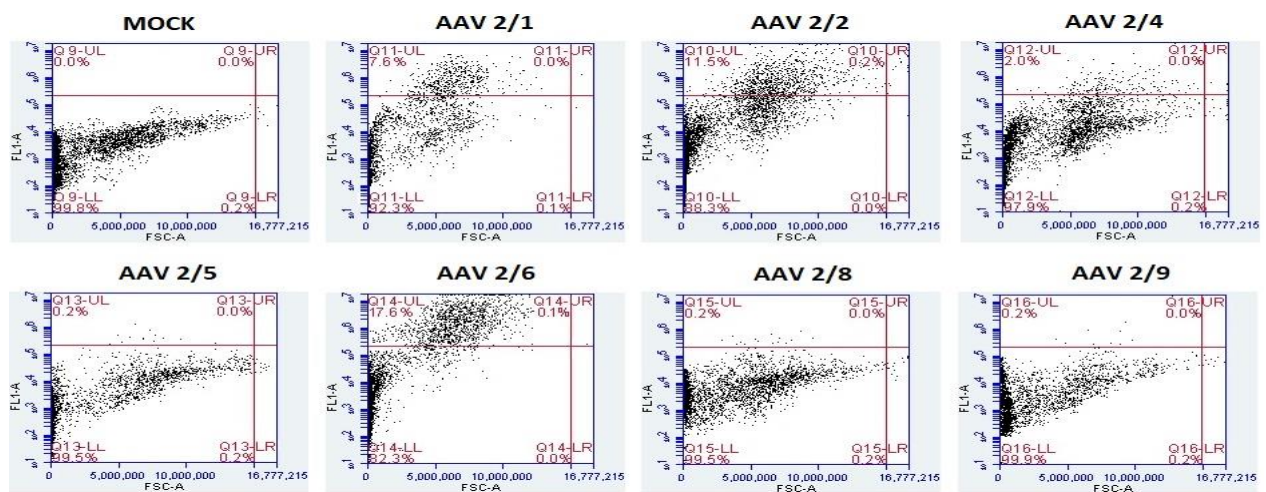 MOCK
Q9-UL Q9-UR
0.0% 0.0%
FL1-A
Q9-LL Q9-LR
99.8% 0.2%
5,000,000 10,000,000 16,777,215
FSC-A
AAV 2/1
Q11-UL Q11-UR
7.6% 0.0%
FL1-A
Q11-LL Q11-LR
92.3% 0.1%
5,000,000 10,000,000 16,777,215
FSC-A
AAV 2/2
Q10-UL Q10-UR
11.5% 0.2%
FL1-A
Q10-LL Q10-LR
88.3% 0.0%
5,000,000 10,000,000 16,777,215
FSC-A
AAV 2/4
Q12-UL Q12-UR
2.0% 0.0%
FL1-A
Q12-LL Q12-LR
97.9% 0.2%
5,000,000 10,000,000 16,777,215
FSC-A
AAV 2/5
Q13-UL Q13-UR
0.2% 0.0%
FL1-A
Q13-LL Q13-LR
99.5% 0.2%
5,000,000 10,000,000 16,777,215
FSC-A
AAV 2/6
Q14-UL Q14-UR
17.6% 0.1%
FL1-A
Q14-LL Q14-LR
82.3% 0.0%
5,000,000 10,000,000 16,777,215
FSC-A
AAV 2/8
Q15-UL Q15-UR
0.2% 0.0%
FL1-A
Q15-LL Q15-LR
99.5% 0.2%
5,000,000 10,000,000 16,777,215
FSC-A
AAV 2/9
Q16-UL Q16-UR
0.2% 0.0%
FL1-A
Q16-LL Q16-LR
99.9% 0.2%
5,000,000 10,000,000 16,777,215
FSC-A